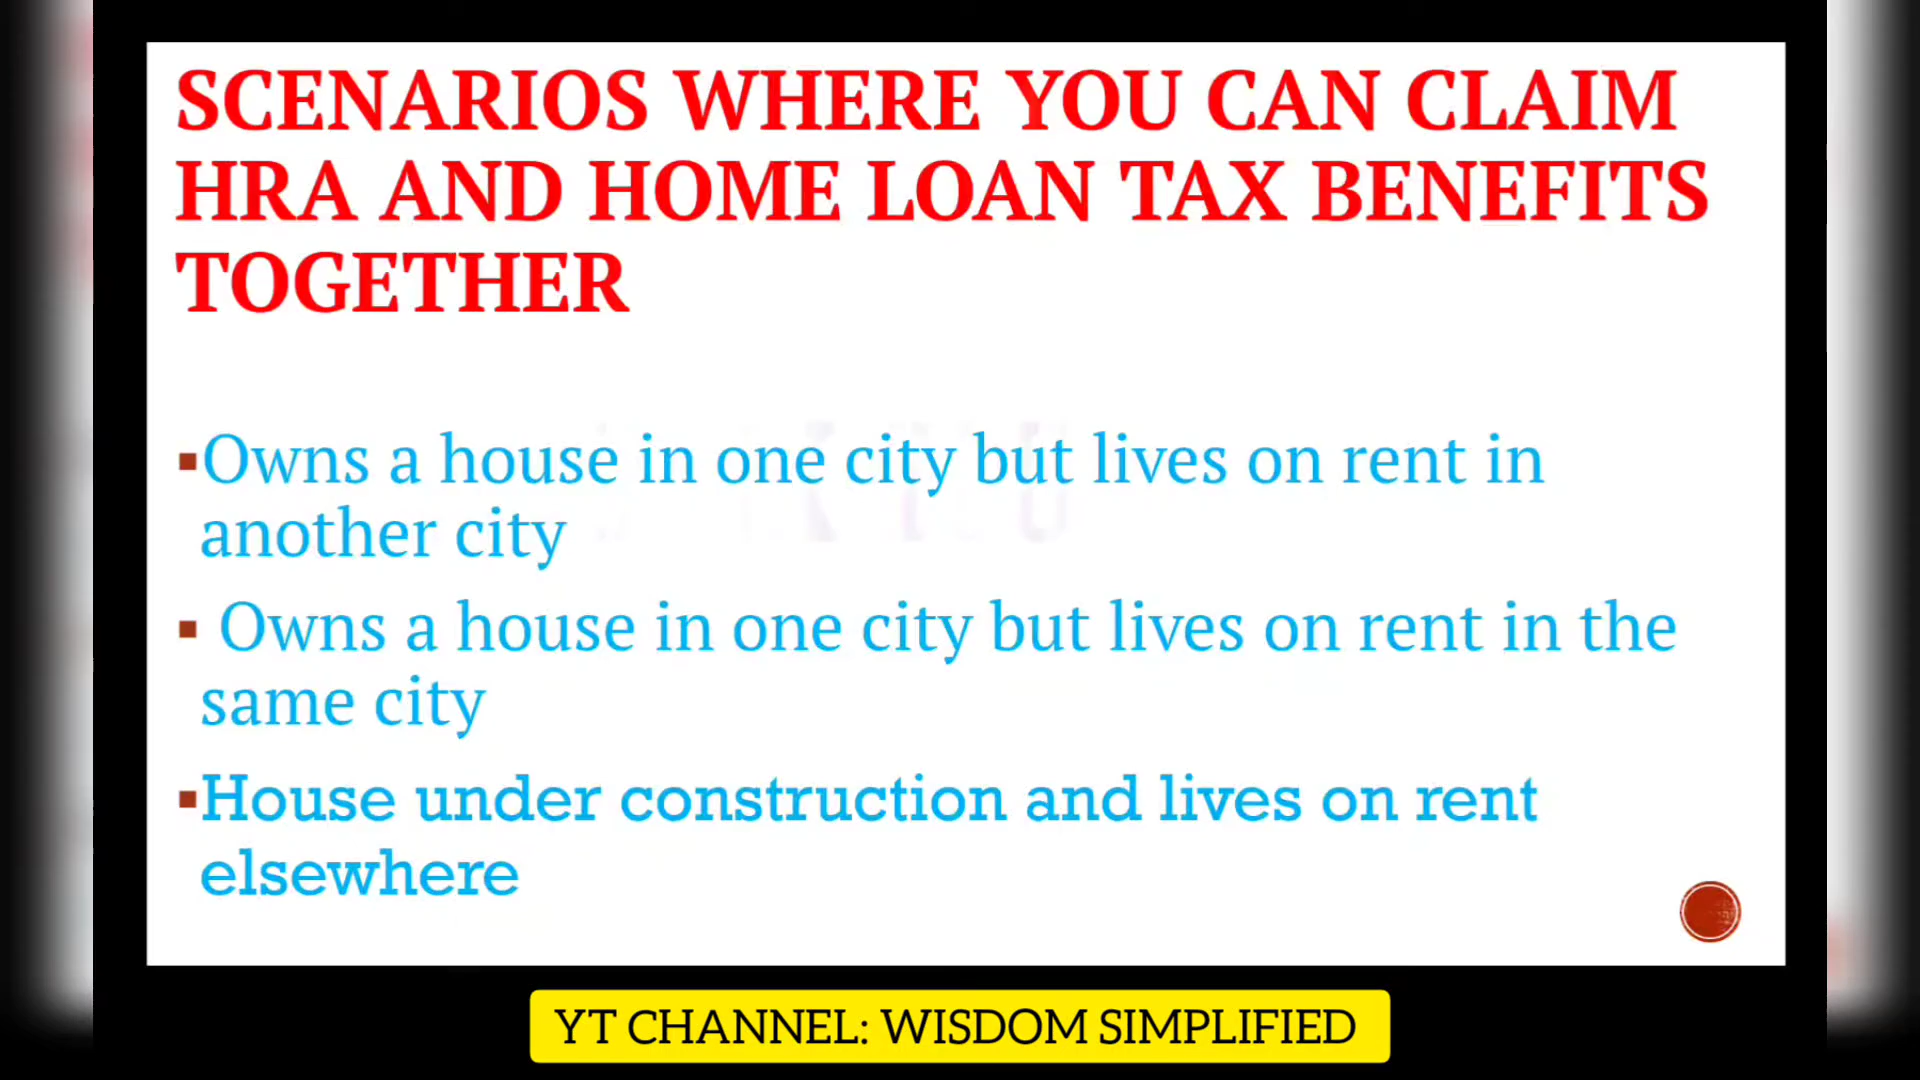 SCENARIOS WHERE YOU CAN CLAIM
HRA AND HOME LOAN TAX BENEFITS
TOGETHER
▪Owns a house in one city but lives on rent in
another city
▪ Owns a house in one city but lives on rent in the
same city
▪House under construction and lives on rent
elsewhere
YT CHANNEL: WISDOM SIMPLIFIED